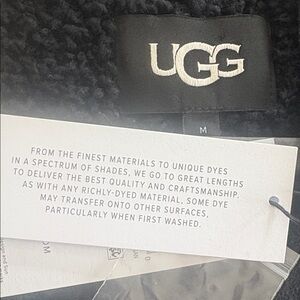 UGG
M
FROM THE FINEST MATERIALS TO UNIQUE DYES
IN A SPECTRUM OF SHADES, WE GO TO GREAT LENGTHS
TO DELIVER THE BEST QUALITY AND CRAFTSMANSHIP.
AS WITH ANY RICHLY-DYED MATERIAL, SOME DYE
MAY TRANSFER ONTO OTHER SURFACES,
PARTICULARLY WHEN FIRST WASHED.